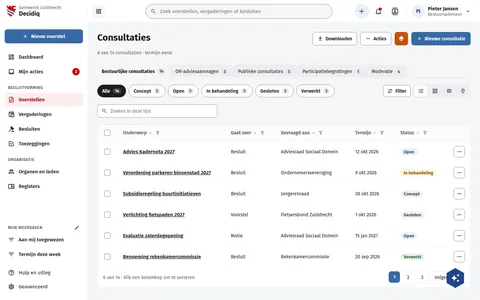 Gemeente Zuiddrecht
Decidiq
Zoek voorstellen, vergaderingen of besluiten
PJ
Pieter Jansen
Bestuursadviseur
+ Nieuw voorstel
Dashboard
Mijn acties
2
BESLUITVORMING
Voorstellen
Vergaderingen
Besluiten
Toezeggingen
ORGANISATIE
Organen en leden
Registers
MIJN WEERGAVEN
Aan mij toegewezen
Termijn deze week
Hulp en uitleg
Geavanceerd
Consultaties
6 van 14 consultaties · termijn eerst
Downloaden
Acties
+ Nieuwe consultatie
Bestuurlijke consultaties 14
OR-adviesaanvragen 3
Publieke consultaties 5
Participatiebegrotingen 1
Moderatie 4
Alle 14
Concept 2
Open 5
In behandeling 3
Gesloten 2
Verwerkt 2
Filter
Zoeken in deze lijst
Onderwerp
Gaat over
Gevraagd aan
Termijn
Status
Advies Kadernota 2027
Besluit
Adviesraad Sociaal Domein
12 okt 2026
Open
Verordening parkeren binnenstad 2027
Besluit
Ondernemersvereniging
9 okt 2026
In behandeling
Subsidieregeling buurtinitiatieven
Besluit
Jongerenraad
30 okt 2026
Concept
Verlichting fietspaden 2027
Voorstel
Fietsersbond Zuiddrecht
1 okt 2026
Gesloten
Evaluatie zaterdagopening
Motie
Adviesraad Sociaal Domein
15 jan 2027
Open
Benoeming rekenkamercommissie
Besluit
Rekenkamercommissie
20 sep 2026
Verwerkt
6 van 14 · Klik een kolomkop om te sorteren
1
2
3